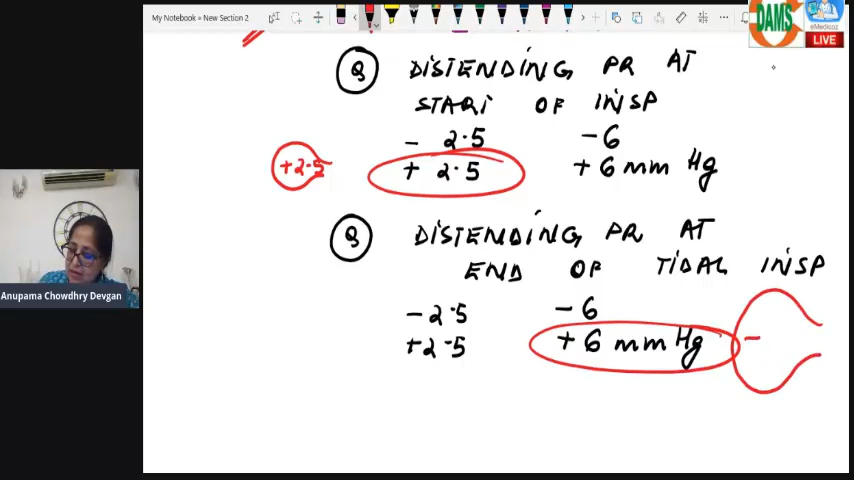 My Notebook » New Section 2
DAMS
eMedicoz
LIVE
Q DISTENDING PR AT
START OF INSP
- 2.5 -6
+2.5 + 2.5 + 6 mm Hg
Q DISTENDING PR AT
END OF TIDAL INSP
-2.5 -6
+2.5 +6 mm Hg -
Anupama Chowdhry Devgan